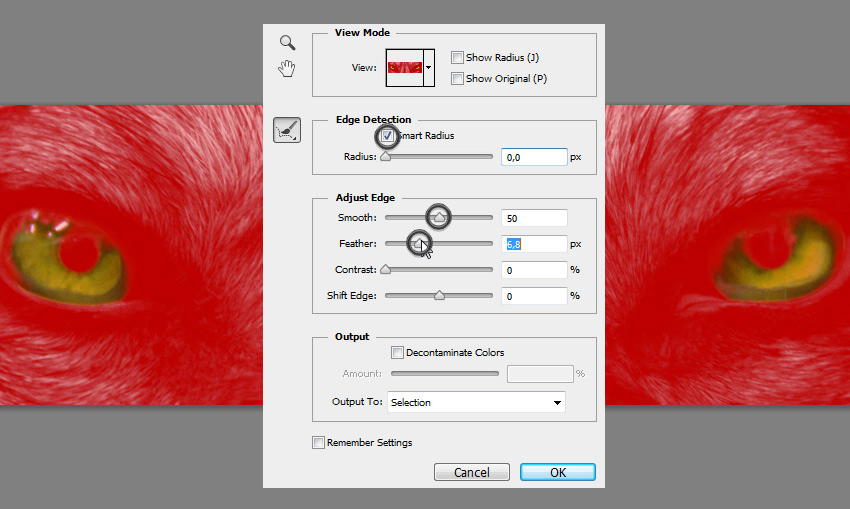 View Mode
View:
Show Radius (J)
Show Original (P)
Edge Detection
Smart Radius
Radius: 0,0 px
Adjust Edge
Smooth: 50
Feather: 6,8 px
Contrast: 0 %
Shift Edge: 0 %
Output
Decontaminate Colors
Amount: %
Output To: Selection
Remember Settings
Cancel OK